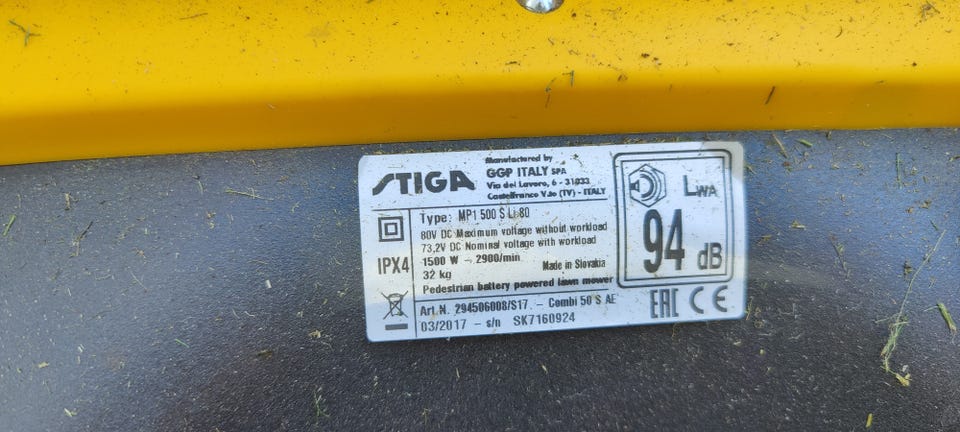 STIGA
Manufactured by
GGP ITALY SPA
Via del Lavoro, 6 - 31033
Castelfranco V.to (TV) - ITALY
LWA
94 dB
Type: MP1 500 S Li 80
80V DC Maximum voltage without workload
73,2V DC Nominal voltage with workload
IPX4
1500 W - 2900/min
32 kg
Made in Slovakia
Pedestrian battery powered lawn mower
Art.N. 294506008/S17 - Combi 50 S AE
03/2017 - s/n SK7160924
EAC CE